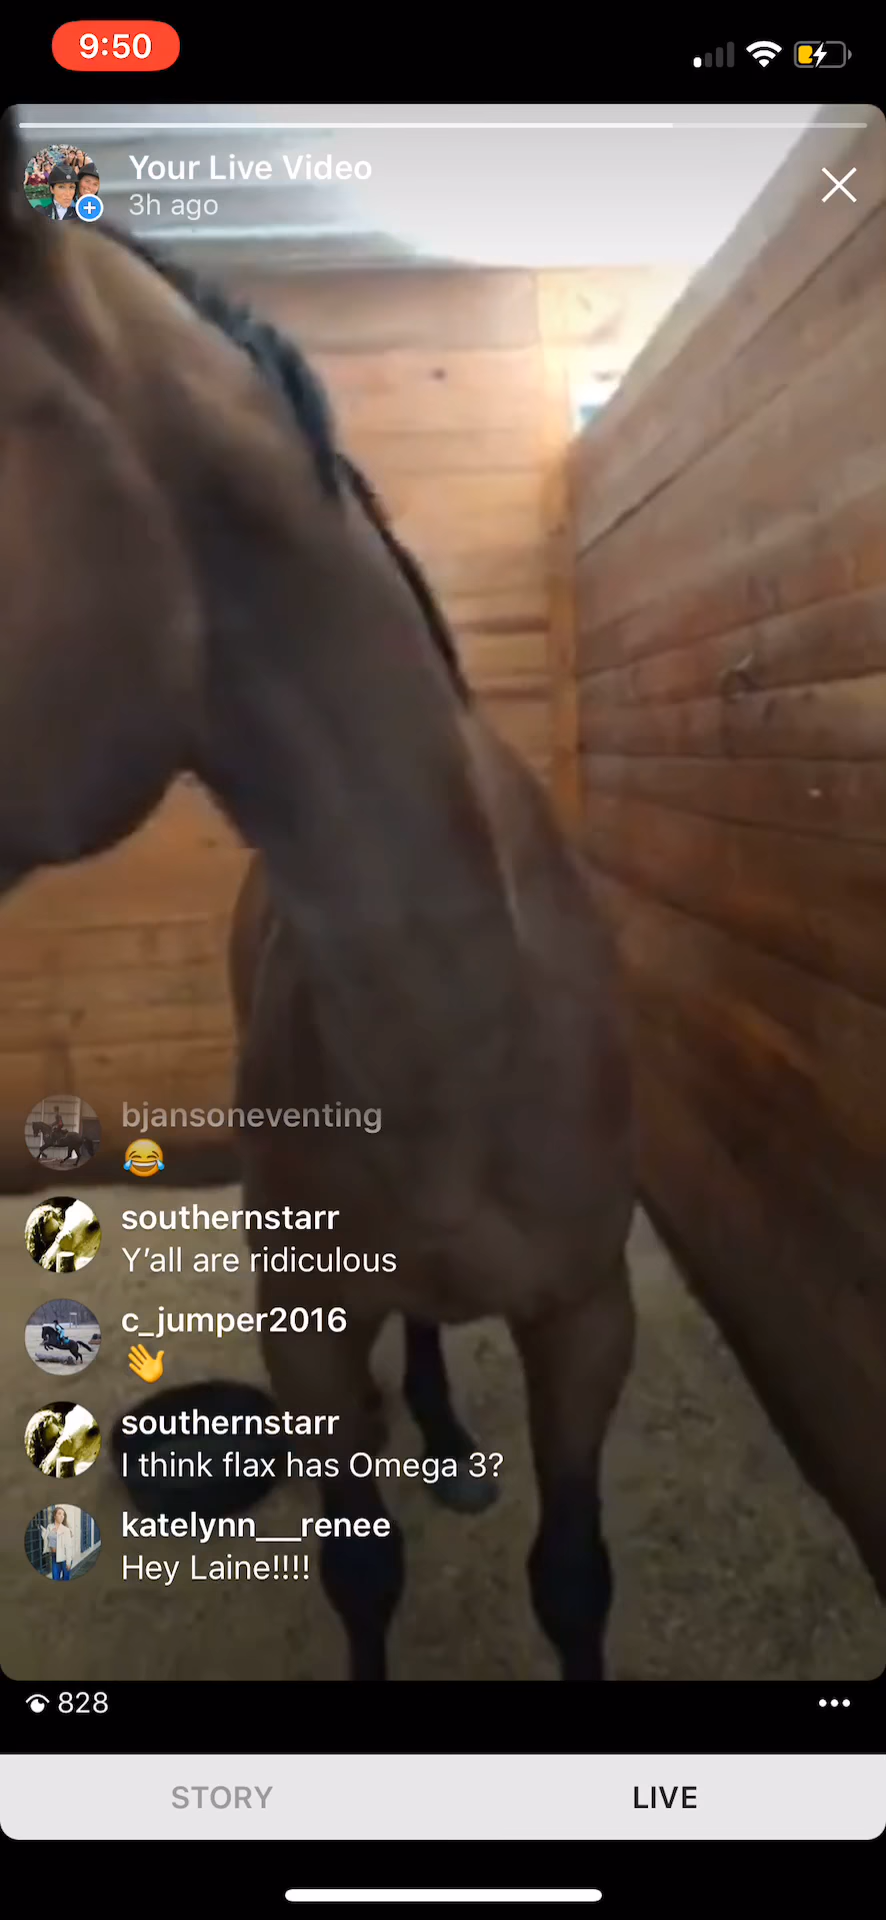 9:50
Your Live Video
3h ago
bjansoneventing
😂
southernstarr
Y'all are ridiculous
c_jumper2016
👋
southernstarr
I think flax has Omega 3?
katelynn___renee
Hey Laine!!!!
828
STORY
LIVE